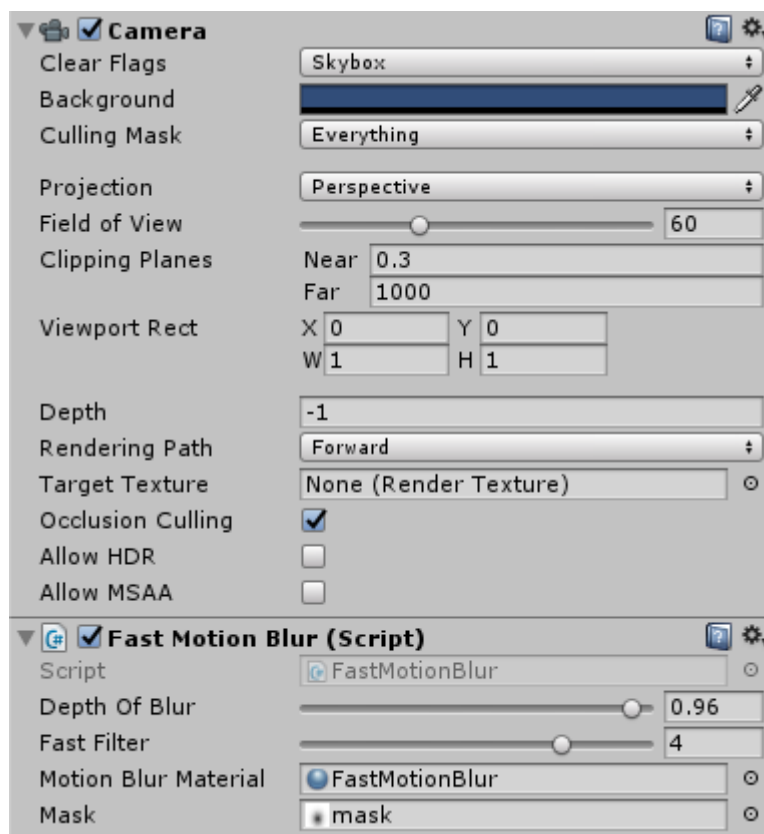 Camera
Clear Flags Skybox
Background
Culling Mask Everything
Projection Perspective
Field of View 60
Clipping Planes Near 0.3
Far 1000
Viewport Rect X 0 Y 0
W 1 H 1
Depth -1
Rendering Path Forward
Target Texture None (Render Texture)
Occlusion Culling
Allow HDR
Allow MSAA
Fast Motion Blur (Script)
Script FastMotionBlur
Depth Of Blur 0.96
Fast Filter 4
Motion Blur Material FastMotionBlur
Mask mask